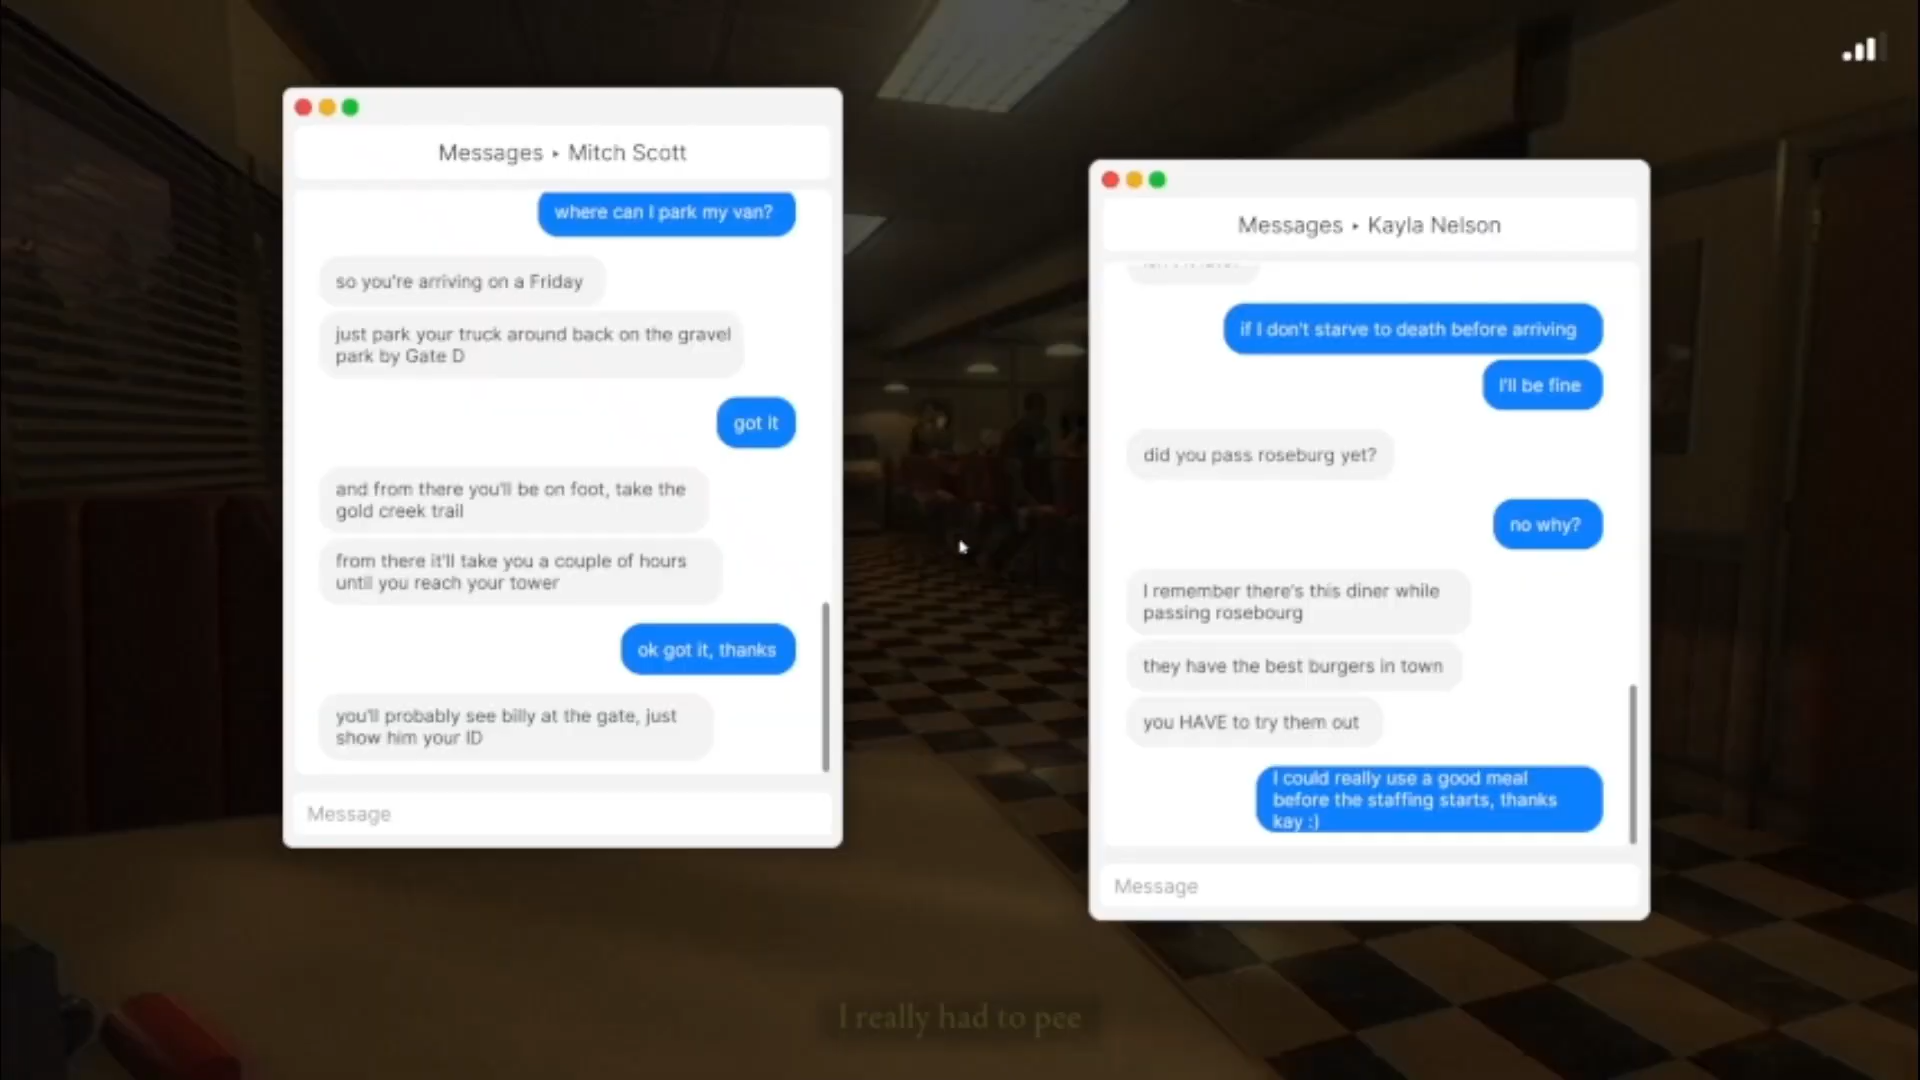 Messages ▸ Mitch Scott
where can I park my van?
so you're arriving on a Friday
just park your truck around back on the gravel
park by Gate D
got it
and from there you'll be on foot, take the
gold creek trail
from there it'll take you a couple of hours
until you reach your tower
ok got it, thanks
you'll probably see billy at the gate, just
show him your ID
Message
Messages ▸ Kayla Nelson
if I don't starve to death before arriving
I'll be fine
did you pass roseburg yet?
no why?
I remember there's this diner while
passing rosebourg
they have the best burgers in town
you HAVE to try them out
I could really use a good meal
before the staffing starts, thanks
kay :)
Message
I really had to pee